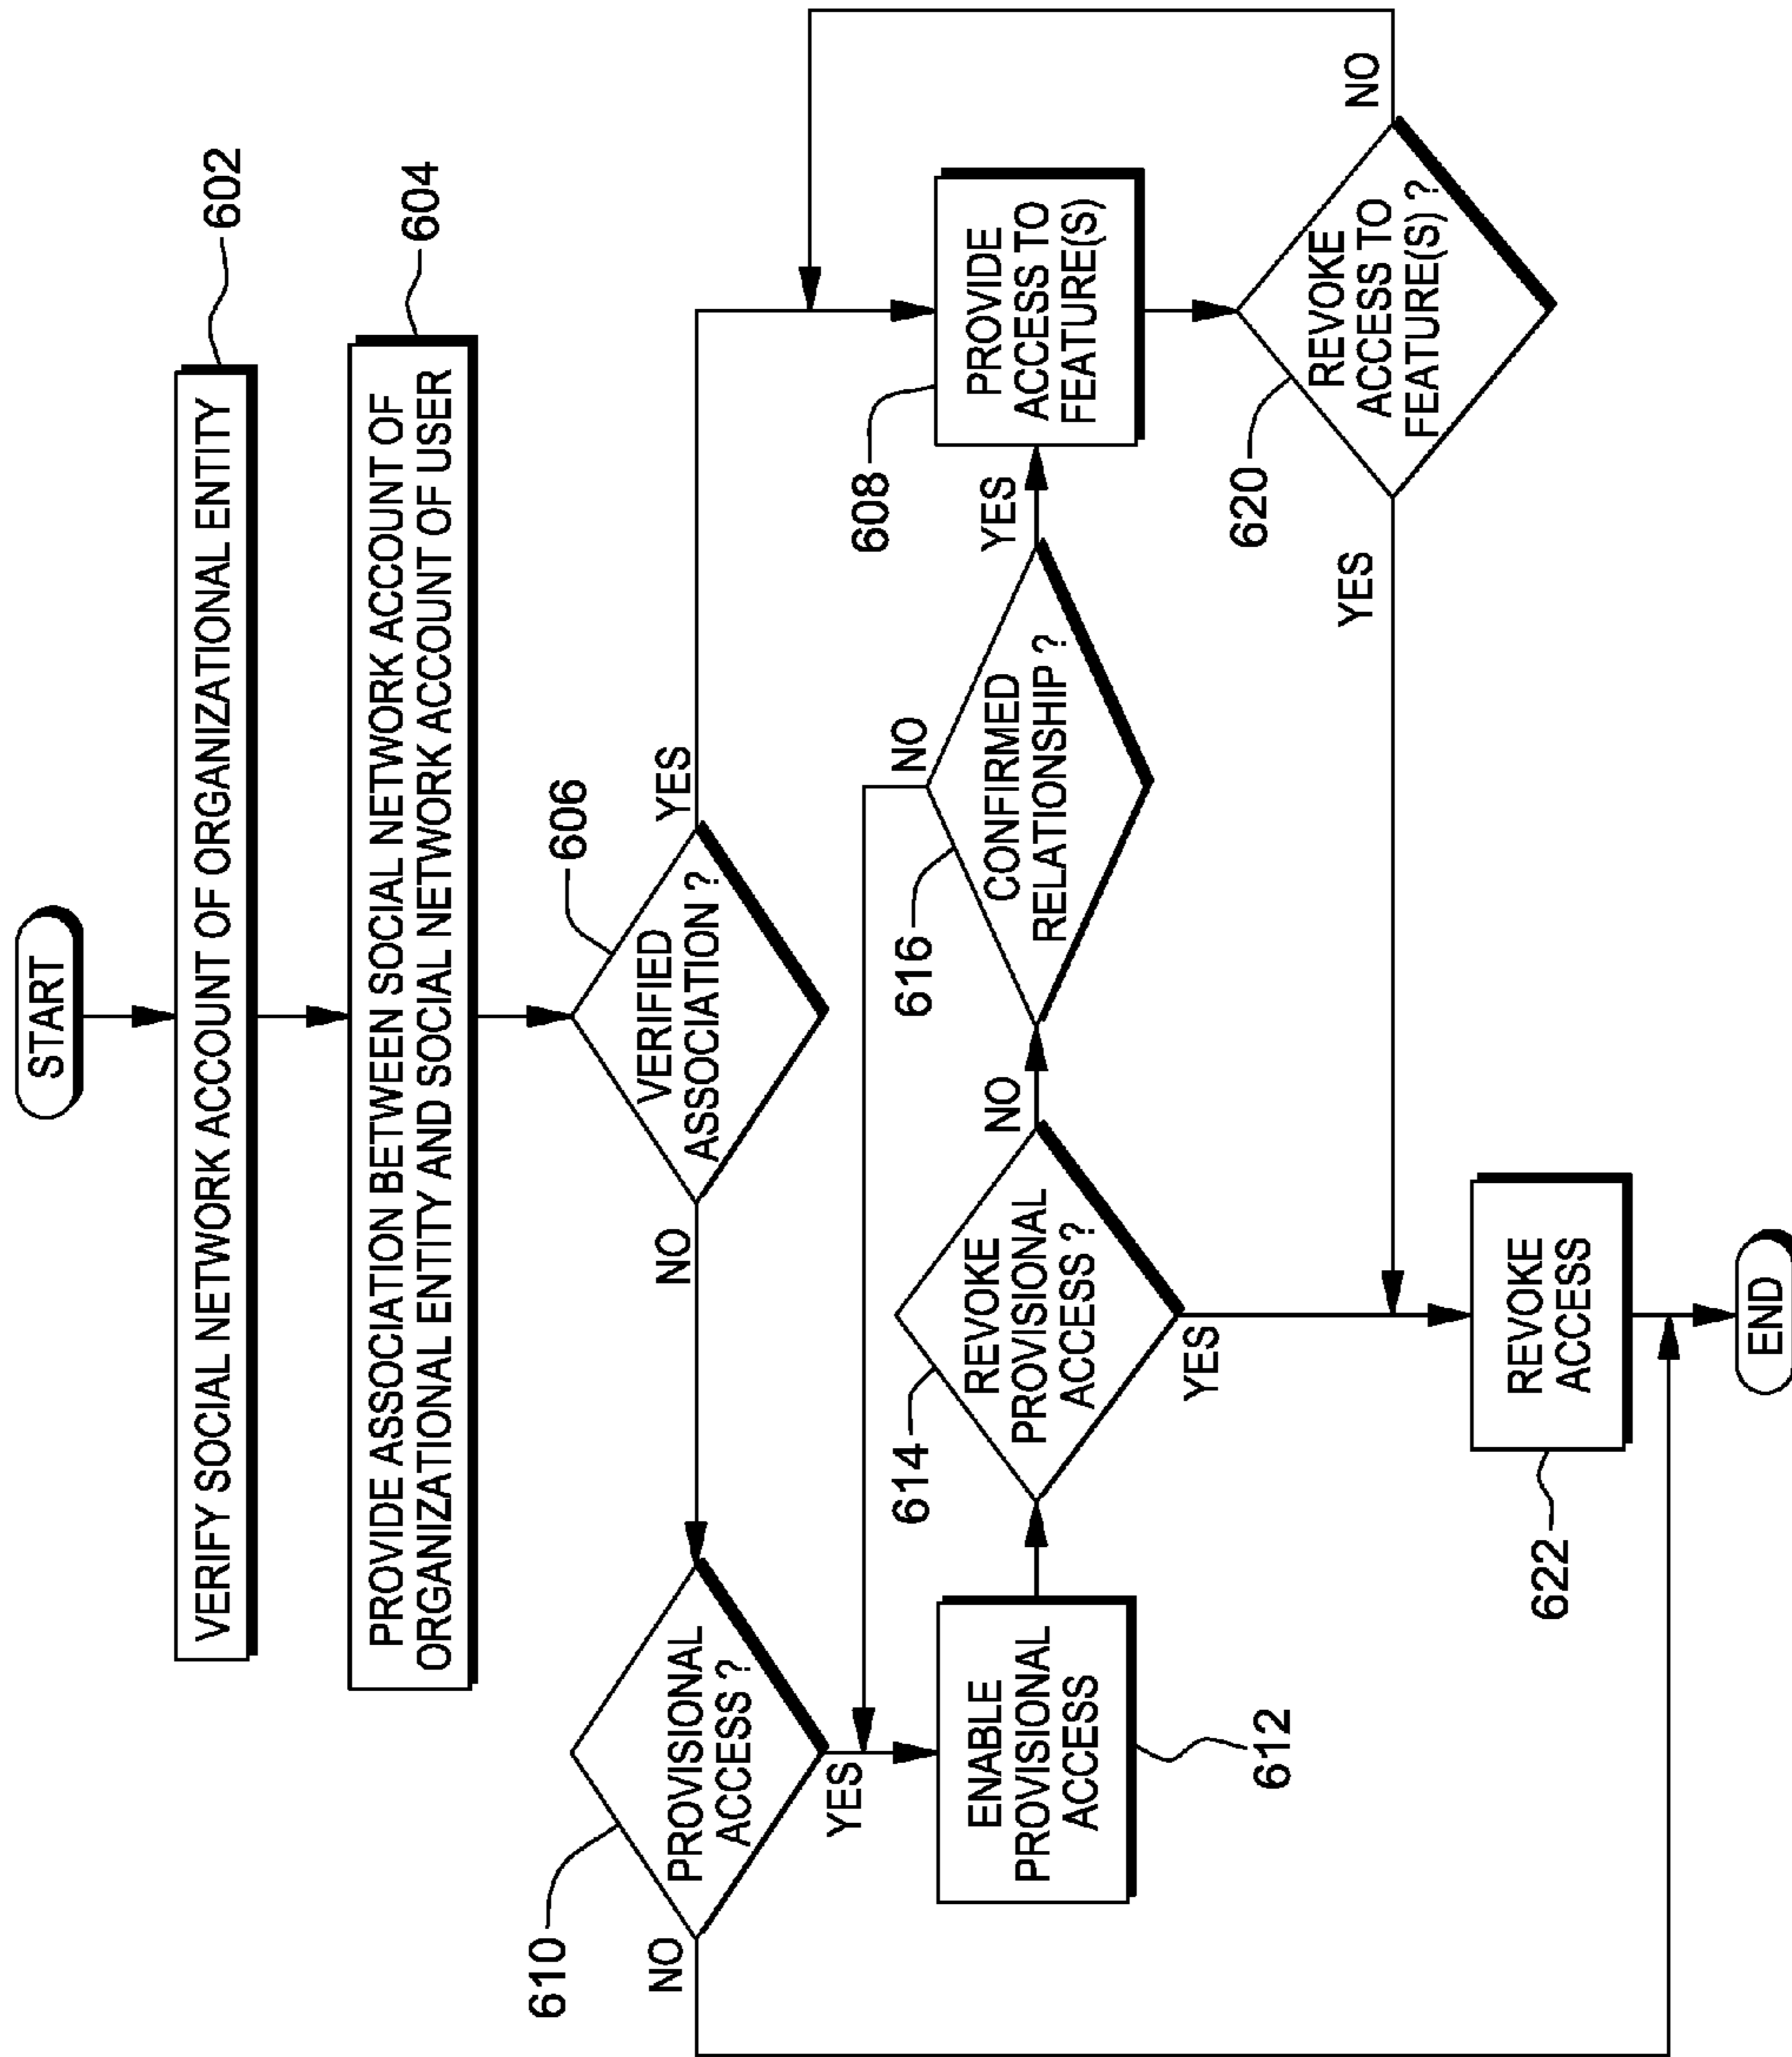 START
VERIFY SOCIAL NETWORK ACCOUNT OF ORGANIZATIONAL ENTITY
602
PROVIDE ASSOCIATION BETWEEN SOCIAL NETWORK ACCOUNT OF
ORGANIZATIONAL ENTITY AND SOCIAL NETWORK ACCOUNT OF USER
604
606
VERIFIED
ASSOCIATION ?
NO
YES
610
PROVISIONAL
ACCESS ?
NO
YES
ENABLE
PROVISIONAL
ACCESS
612
614
REVOKE
PROVISIONAL
ACCESS ?
NO
YES
616
CONFIRMED
RELATIONSHIP ?
NO
YES
608
PROVIDE
ACCESS TO
FEATURE(S)
620
REVOKE
ACCESS TO
FEATURE(S) ?
NO
YES
REVOKE
ACCESS
622
END